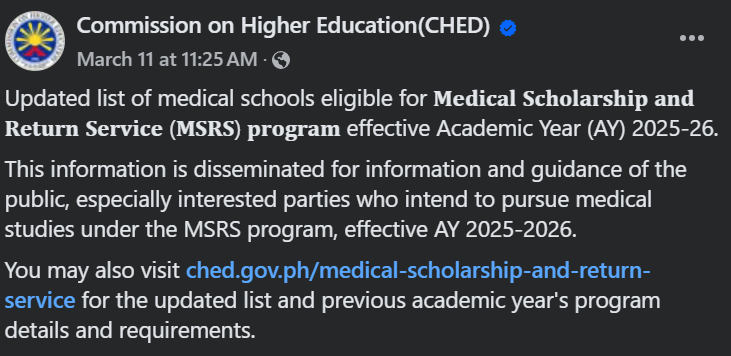 Commission on Higher Education(CHED)
March 11 at 11:25 AM ·
Updated list of medical schools eligible for Medical Scholarship and
Return Service (MSRS) program effective Academic Year (AY) 2025-26.
This information is disseminated for information and guidance of the
public, especially interested parties who intend to pursue medical
studies under the MSRS program, effective AY 2025-2026.
You may also visit ched.gov.ph/medical-scholarship-and-return-
service for the updated list and previous academic year's program
details and requirements.